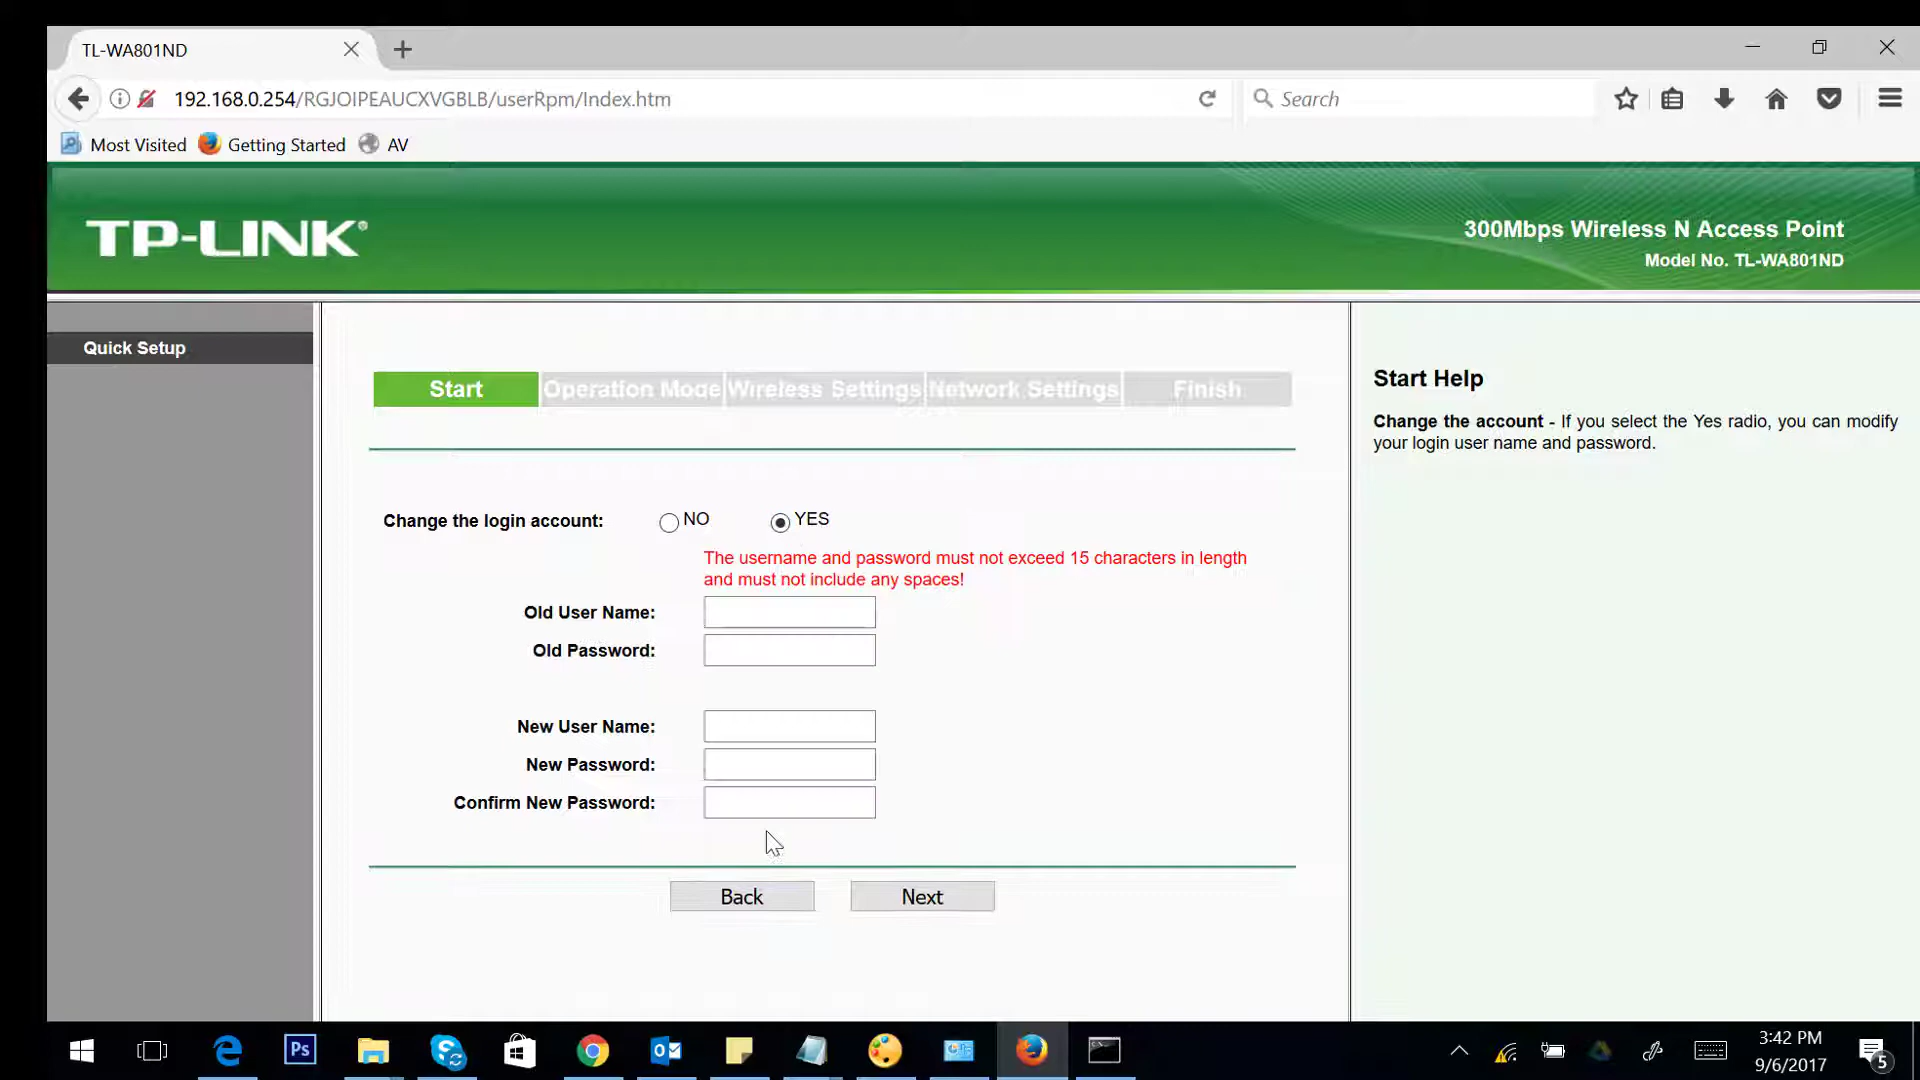 TL-WA801ND
192.168.0.254/RGJOIPEAUCXVGBLB/userRpm/Index.htm
Search
Most Visited
Getting Started
AV
TP-LINK®
300Mbps Wireless N Access Point
Model No. TL-WA801ND
Quick Setup
Start
Operation Mode
Wireless Settings
Network Settings
Finish
Start Help
Change the account - If you select the Yes radio, you can modify
your login user name and password.
Change the login account:
NO
YES
The username and password must not exceed 15 characters in length
and must not include any spaces!
Old User Name:
Old Password:
New User Name:
New Password:
Confirm New Password:
Back
Next
Ps
3:42 PM
9/6/2017
5